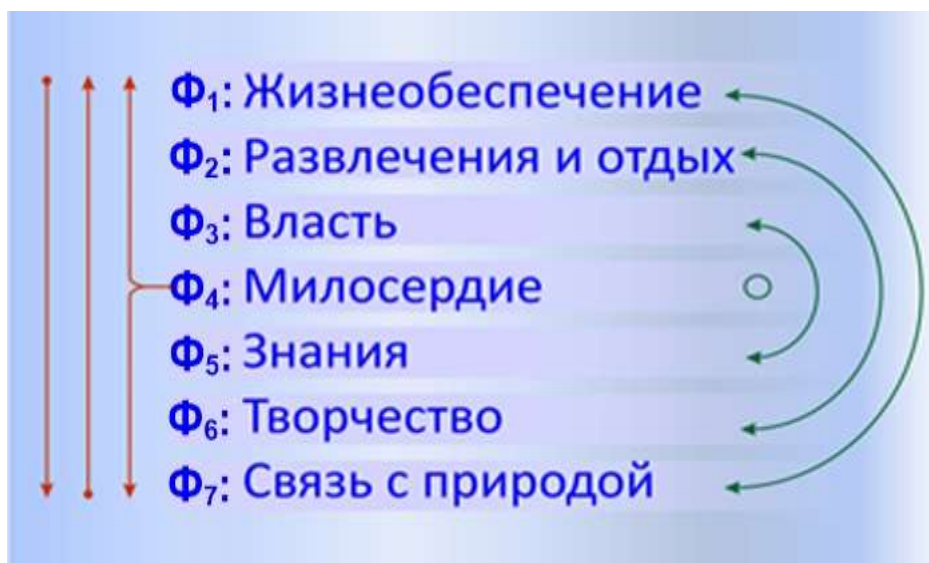 Ф₁: Жизнеобеспечение
Ф₂: Развлечения и отдых
Ф₃: Власть
Ф₄: Милосердие
Ф₅: Знания
Ф₆: Творчество
Ф₇: Связь с природой